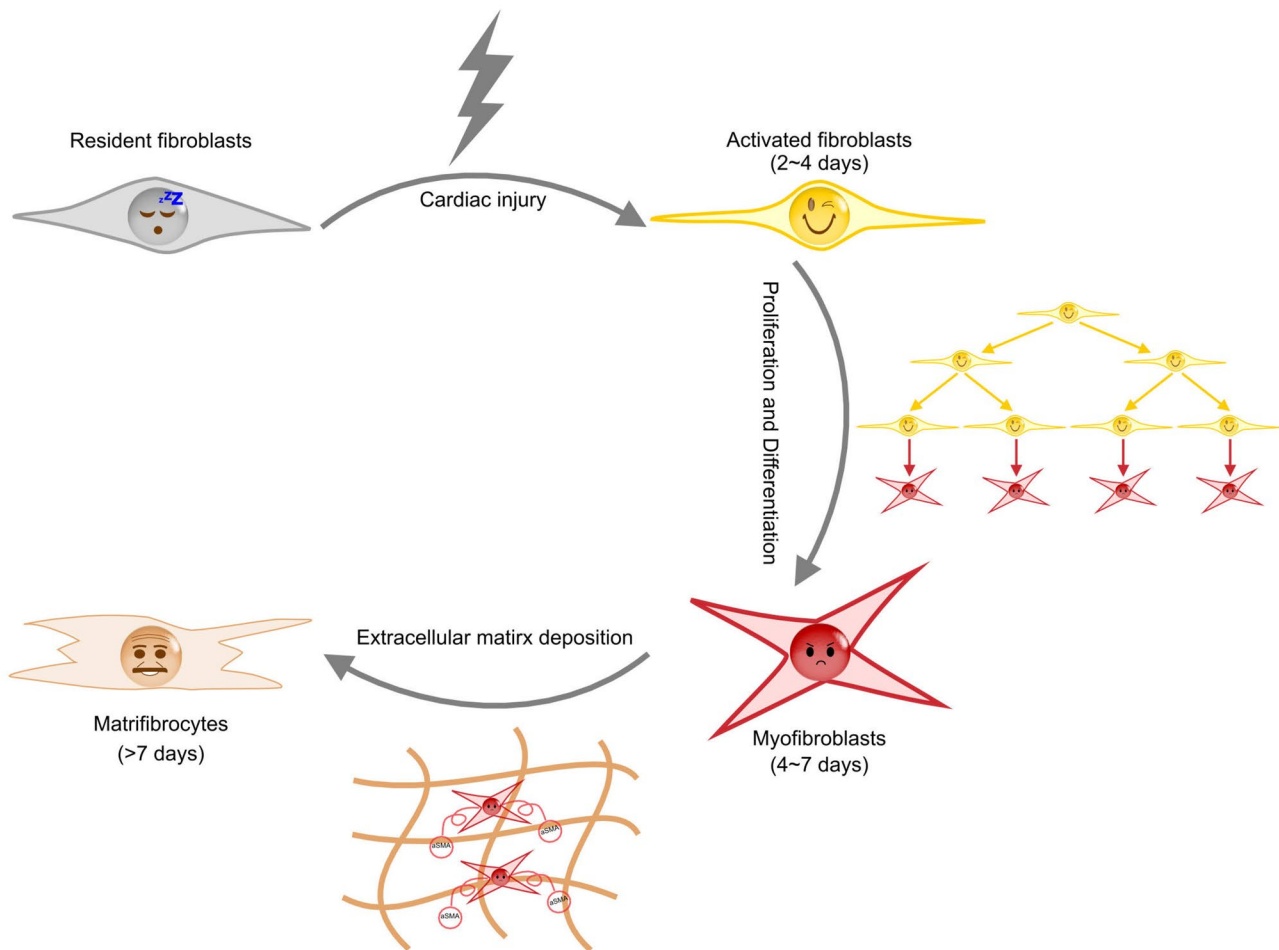 Resident fibroblasts
zzZZ
Cardiac injury
Activated fibroblasts
(2~4 days)
Proliferation and Differentiation
Extracellular matirx deposition
Matrifibrocytes
(>7 days)
Myofibroblasts
(4~7 days)
aSMA
aSMA
aSMA
aSMA